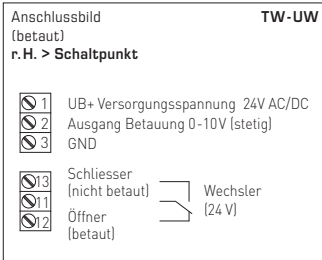 Anschlussbild TW-UW
(betaut)
r.H. > Schaltpunkt
1 UB+ Versorgungsspannung 24V AC/DC
2 Ausgang Betauung 0-10V (stetig)
3 GND
13 Schliesser
(nicht betaut)
11 Wechsler
(24 V)
12 Öffner
(betaut)